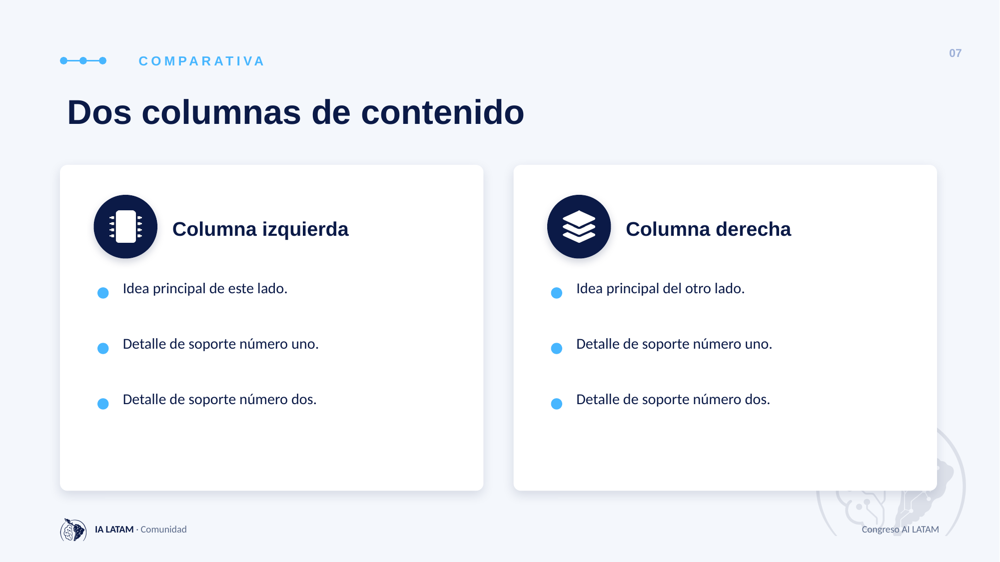 COMPARATIVA
07
Dos columnas de contenido
Columna izquierda
Idea principal de este lado.
Detalle de soporte número uno.
Detalle de soporte número dos.
Columna derecha
Idea principal del otro lado.
Detalle de soporte número uno.
Detalle de soporte número dos.
IA LATAM · Comunidad
Congreso AI LATAM